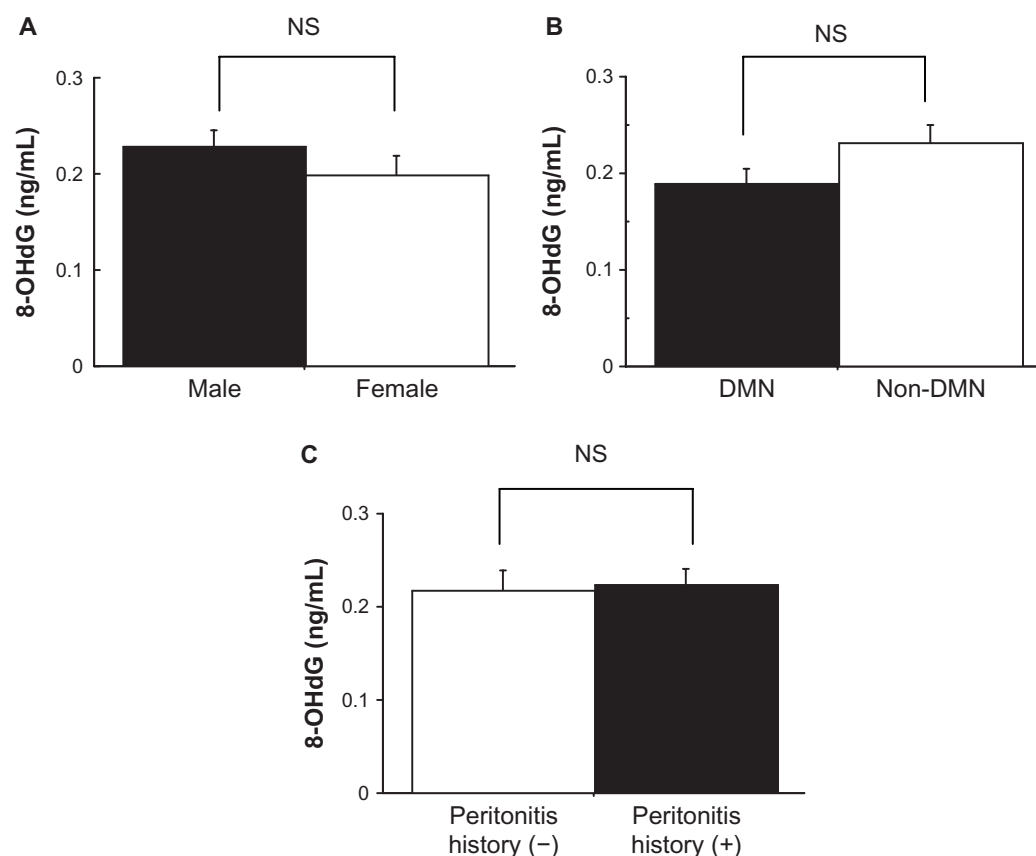 A
NS
8-OHdG (ng/mL)
0.3
0.2
0.1
0
Male Female
B
NS
8-OHdG (ng/mL)
0.3
0.2
0.1
0
DMN Non-DMN
C
NS
8-OHdG (ng/mL)
0.3
0.2
0.1
0
Peritonitis Peritonitis
history (−) history (+)